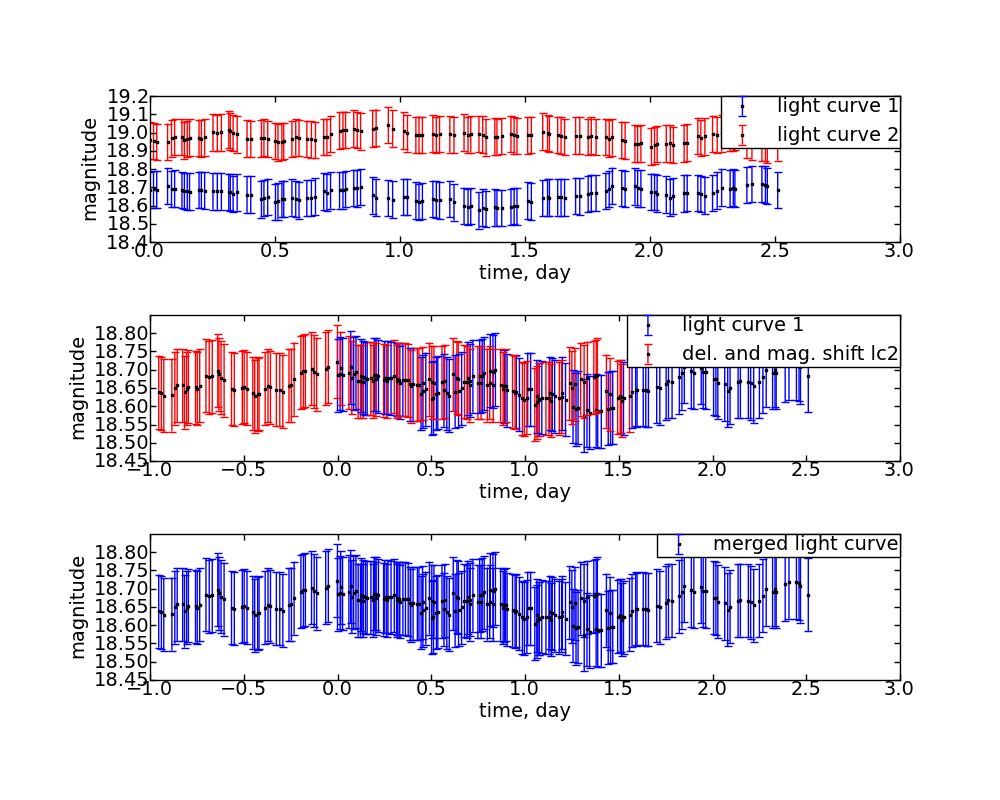 19.2
19.1
19.0
18.9
18.8
18.7
18.6
18.5
18.4
magnitude
light curve 1
light curve 2
0.0 0.5 1.0 1.5 2.0 2.5 3.0
time, day
18.80
18.75
18.70
18.65
18.60
18.55
18.50
18.45
magnitude
light curve 1
del. and mag. shift lc2
−1.0 −0.5 0.0 0.5 1.0 1.5 2.0 2.5 3.0
time, day
18.80
18.75
18.70
18.65
18.60
18.55
18.50
18.45
magnitude
merged light curve
−1.0 −0.5 0.0 0.5 1.0 1.5 2.0 2.5 3.0
time, day